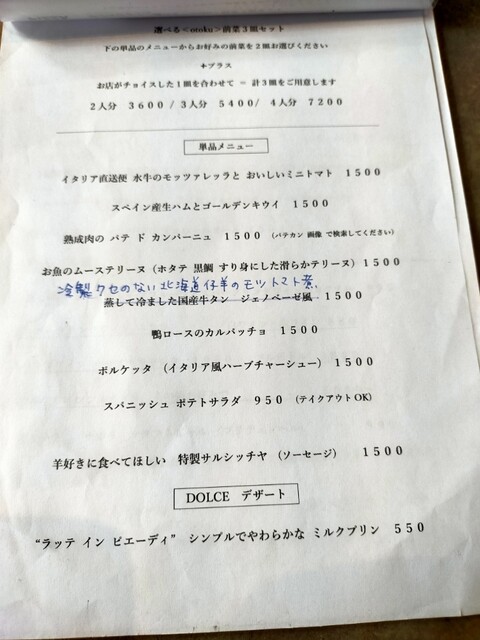 選べる<otoku>前菜３皿セット
下の単品のメニューからお好みの前菜を２皿お選びください
+プラス
お店がチョイスした１皿を合わせて = 計３皿をご用意します
２人分 ３６００ / ３人分 ５４００/ ４人分 ７２００
単品メニュー
イタリア直送便 水牛のモッツァレッラと おいしいミニトマト １５００
スペイン産生ハムとゴールデンキウイ １５００
熟成肉の パテ ド カンパーニュ １５００ （パテカン 画像 で検索してください）
お魚のムーステリーヌ（ホタテ 黒鯛 すり身にした滑らかテリーヌ）１５００
冷製 クセのない北海道仔羊のモツトマト煮
蒸して冷ました国産牛タン ジェノベーゼ風 １５００
鴨ロースのカルパッチョ １５００
ポルケッタ （イタリア風ハーブチャーシュー）１５００
スパニッシュ ポテトサラダ ９５０ （テイクアウトOK）
羊好きに食べてほしい 特製サルシッチャ （ソーセージ） １５００
DOLCE デザート
“ラッテ イン ピエーディ” シンプルでやわらかな ミルクプリン ５５０